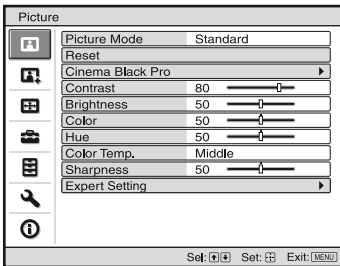 Picture
Picture Mode Standard
Reset
Cinema Black Pro
Contrast 80
Brightness 50
Color 50
Hue 50
Color Temp. Middle
Sharpness 50
Expert Setting
Sel: Set: Exit: MENU